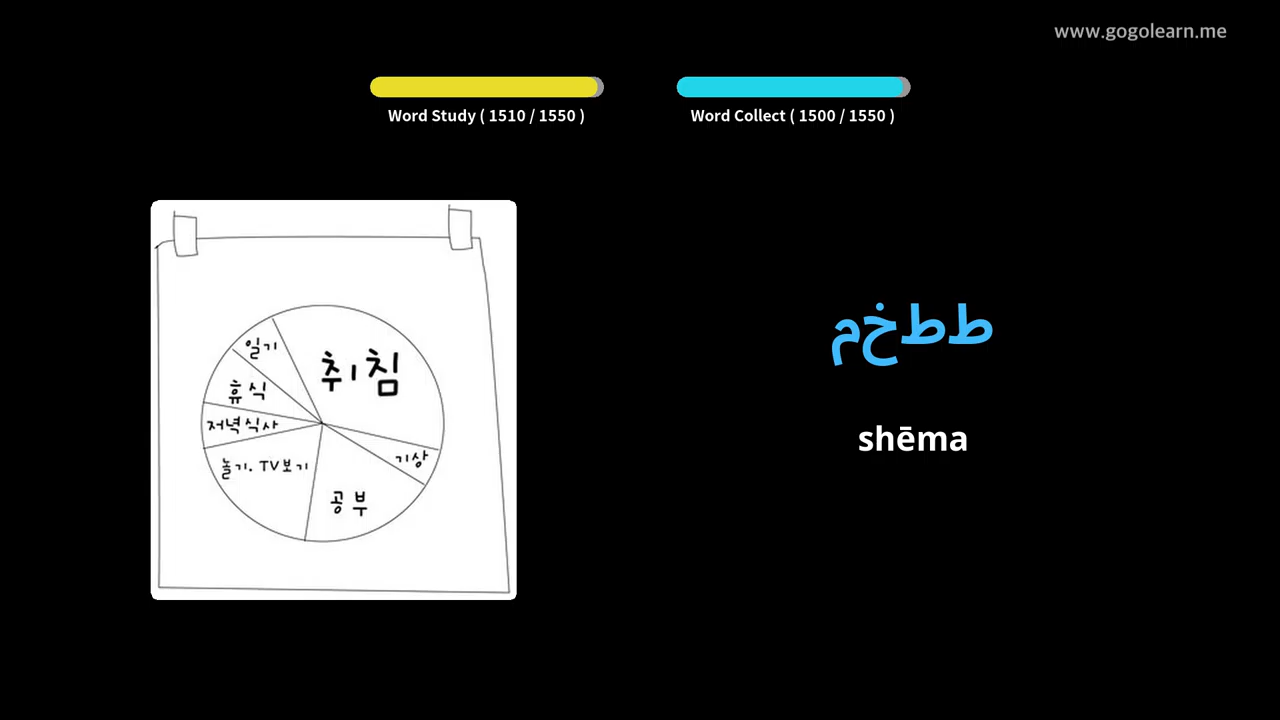 www.gogolearn.me
Word Study ( 1510 / 1550 )
Word Collect ( 1500 / 1550 )
취침
일기
휴식
저녁식사
놀기. TV보기
공부
기상
ططخم
shēma